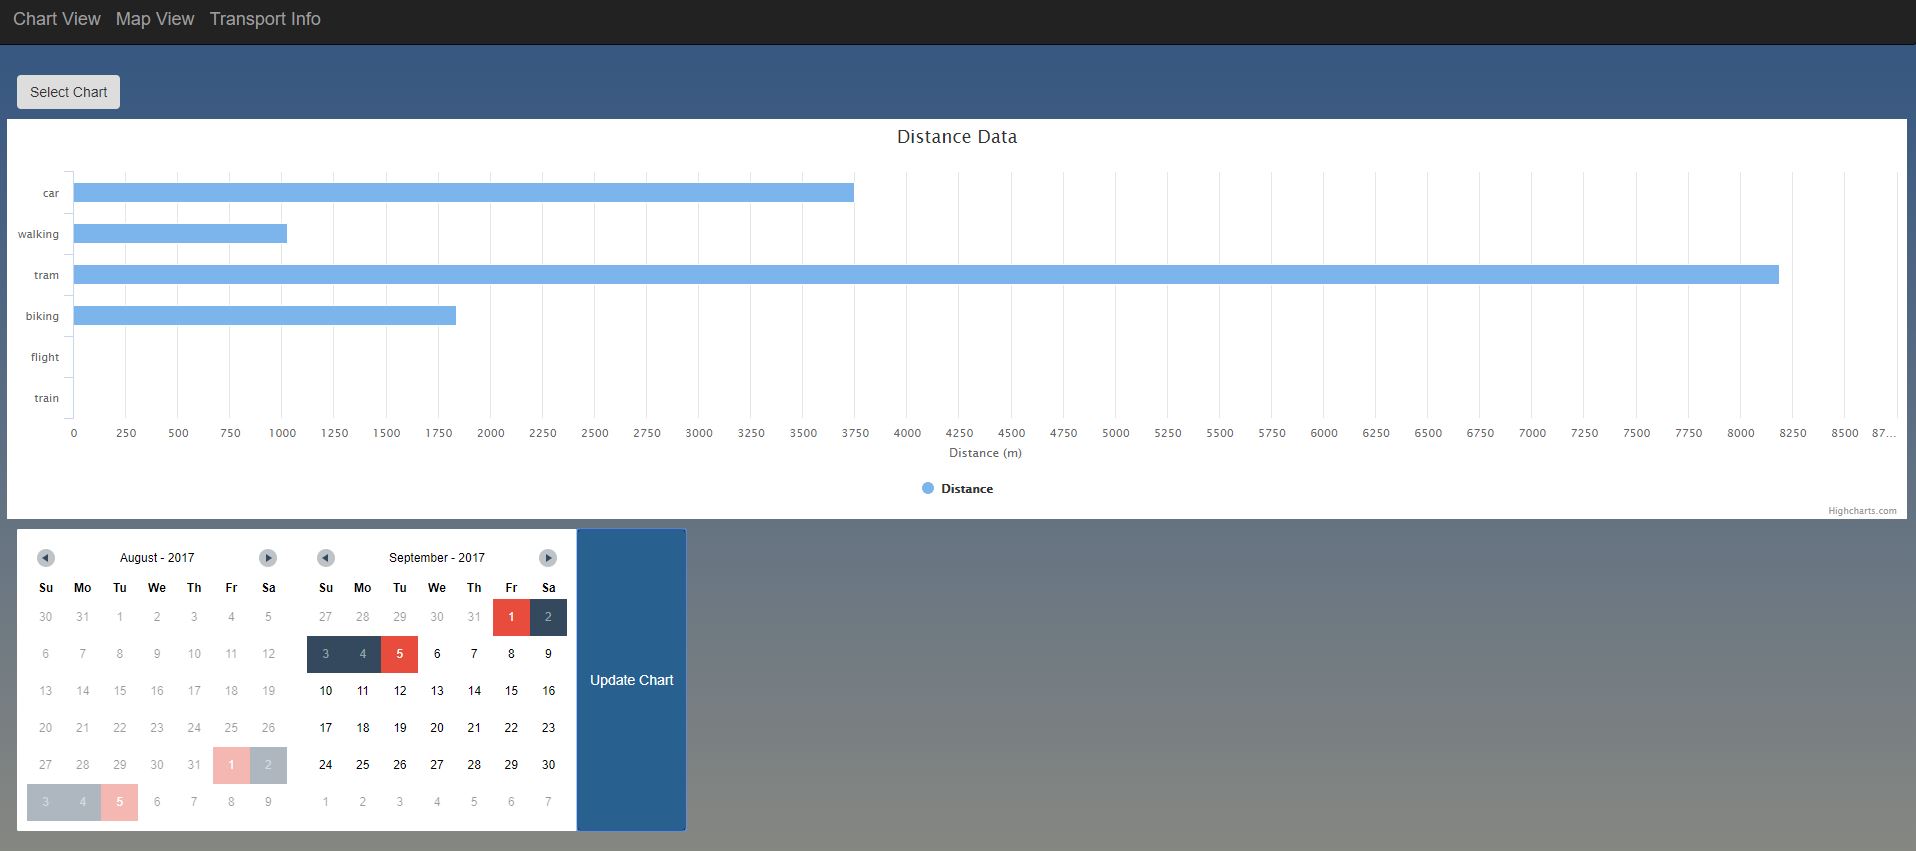 Chart View Map View Transport Info
Select Chart
Distance Data
car
walking
tram
biking
flight
train
0 250 500 750 1000 1250 1500 1750 2000 2250 2500 2750 3000 3250 3500 3750 4000 4250 4500 4750 5000 5250 5500 5750 6000 6250 6500 6750 7000 7250 7500 7750 8000 8250 8500 87...
Distance (m)
Distance
Highcharts.com
August - 2017
Su Mo Tu We Th Fr Sa
30 31 1 2 3 4 5
6 7 8 9 10 11 12
13 14 15 16 17 18 19
20 21 22 23 24 25 26
27 28 29 30 31 1 2
3 4 5 6 7 8 9
September - 2017
Su Mo Tu We Th Fr Sa
27 28 29 30 31 1 2
3 4 5 6 7 8 9
10 11 12 13 14 15 16
17 18 19 20 21 22 23
24 25 26 27 28 29 30
1 2 3 4 5 6 7
Update Chart